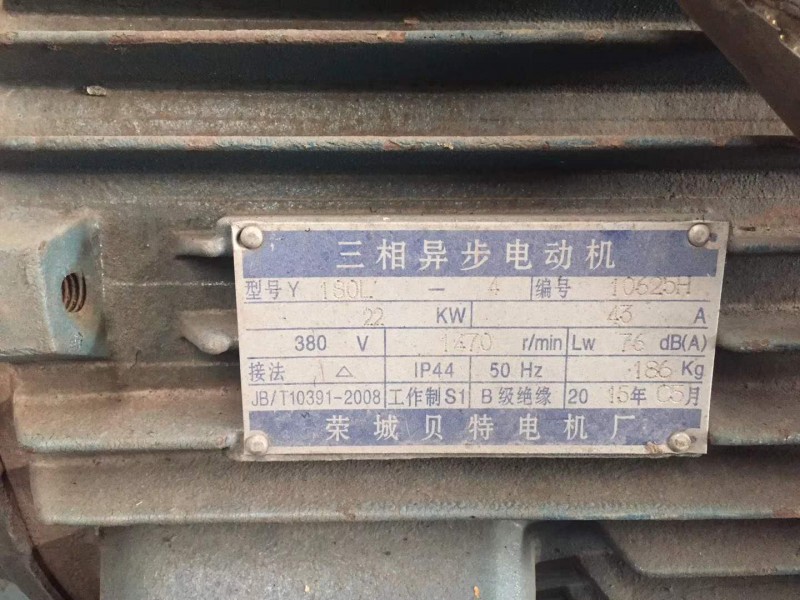 三相异步电动机
型号Y 180L - 4 编号 10625H
22 KW 43 A
380 V 1470 r/min Lw 76 dB(A)
接法 △ IP44 50 Hz 186 Kg
JB/T10391-2008 工作制S1 B级绝缘 2015年05月
荣城贝特电机厂